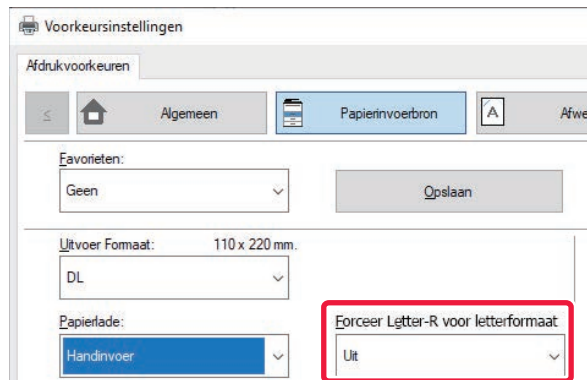 Voorkeursinstellingen
Afdrukvoorkeuren
< Algemeen Papierinvoerbron A Afwe
Favorieten:
Geen Opslaan
Uitvoer Formaat: 110 x 220 mm.
DL
Papierlade: Forceer Letter-R voor letterformaat
Handinvoer Uit